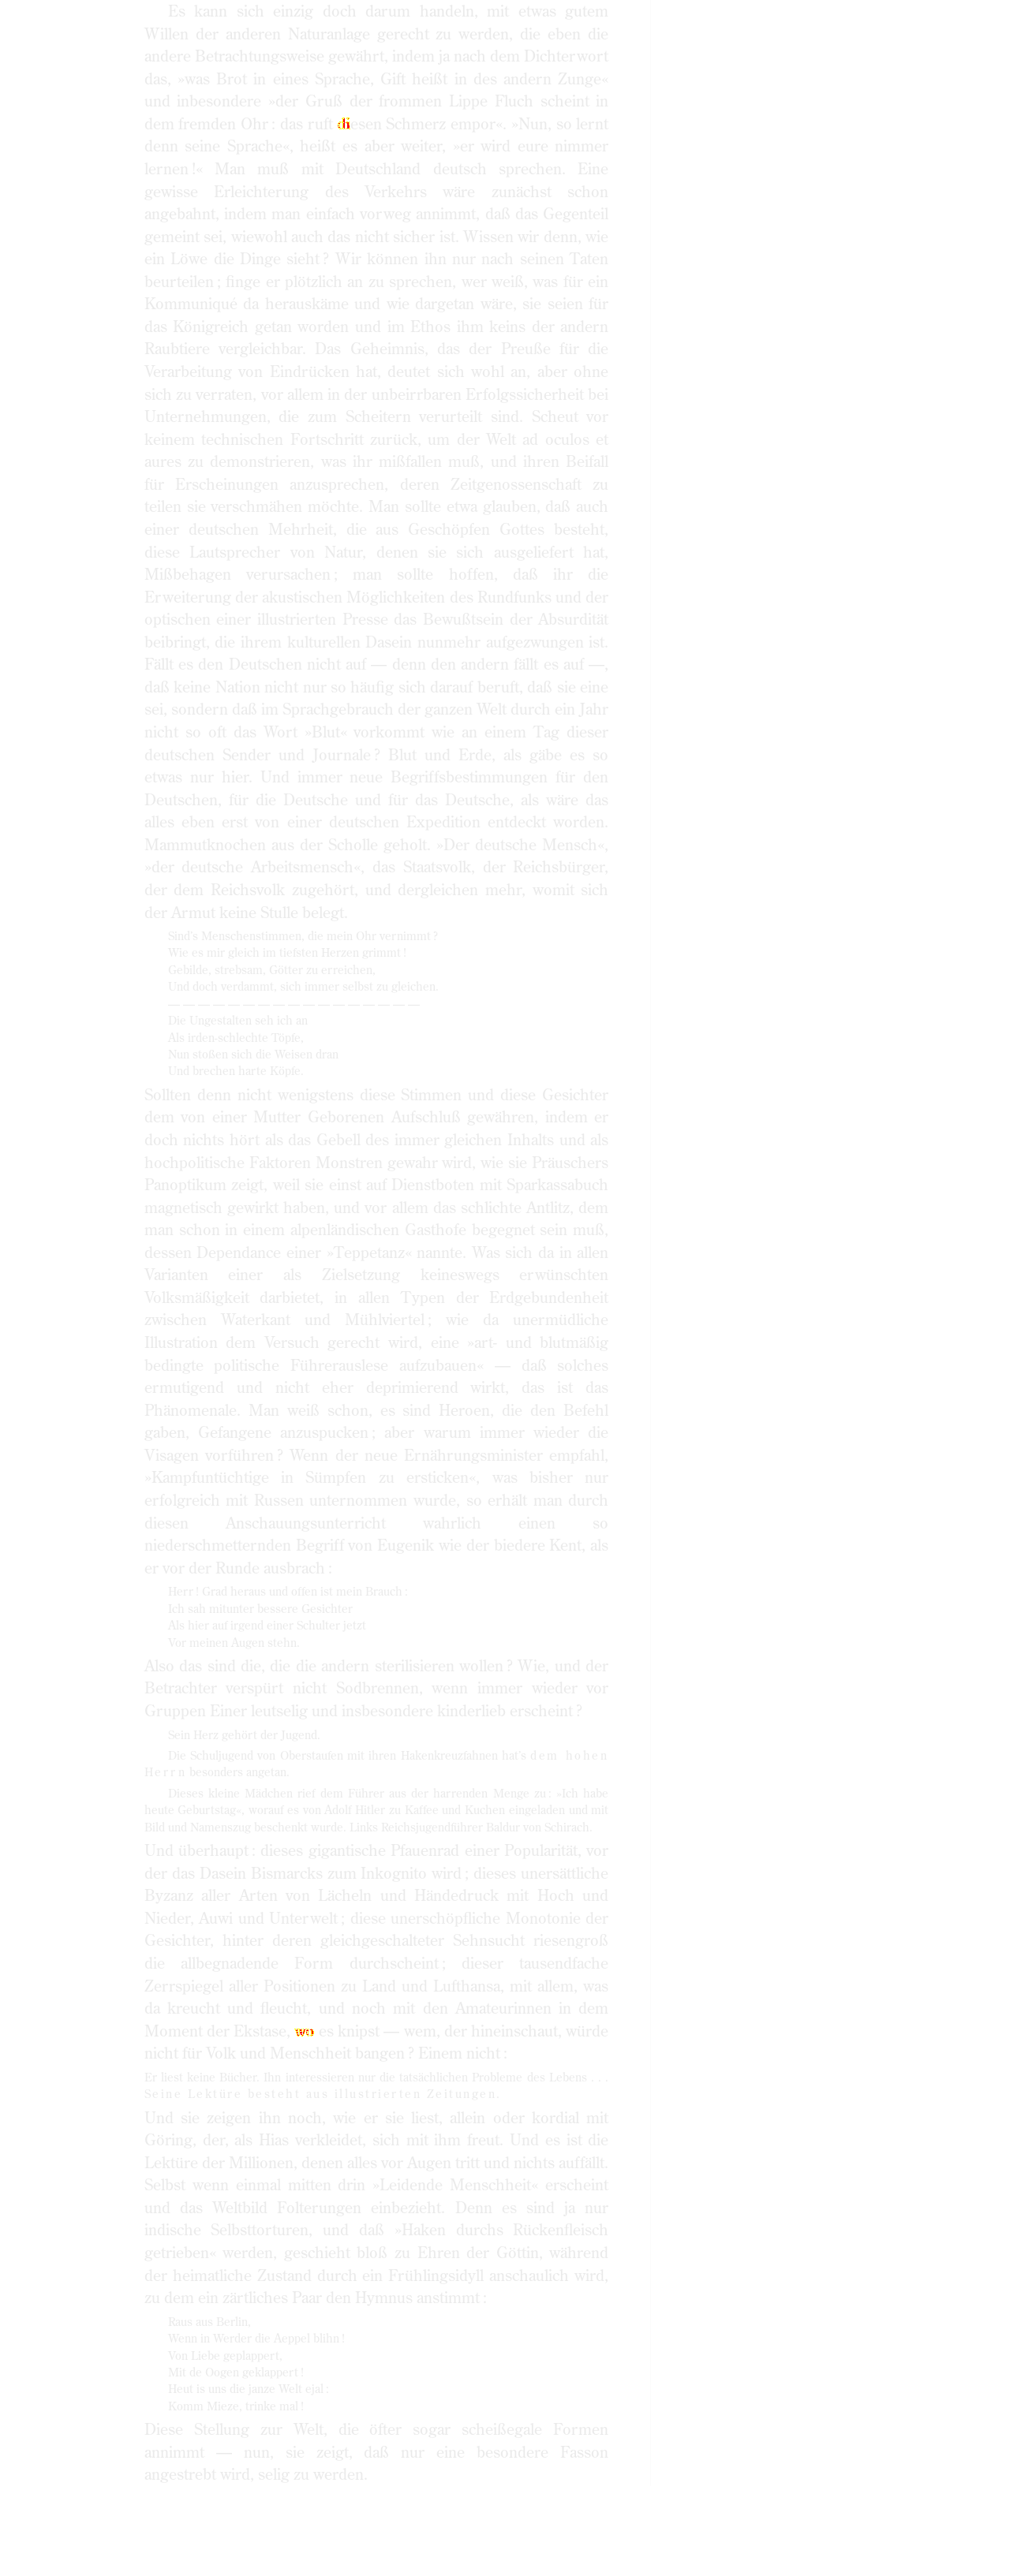 Es kann sich einzig doch darum handeln, mit etwas gutem
Willen der anderen Naturanlage gerecht zu werden, die eben die
andere Betrachtungsweise gewährt, indem ja nach dem Dichterwort
das, »was Brot in eines Sprache, Gift heißt in des andern Zunge«
und inbesondere »der Gruß der frommen Lippe Fluch scheint in
dem fremden Ohr : das ruft diesen Schmerz empor«. »Nun, so lernt
denn seine Sprache«, heißt es aber weiter, »er wird eure nimmer
lernen !« Man muß mit Deutschland deutsch sprechen. Eine
gewisse Erleichterung des Verkehrs wäre zunächst schon
angebahnt, indem man einfach vorweg annimmt, daß das Gegenteil
gemeint sei, wiewohl auch das nicht sicher ist. Wissen wir denn, wie
ein Löwe die Dinge sieht ? Wir können ihn nur nach seinen Taten
beurteilen ; finge er plötzlich an zu sprechen, wer weiß, was für ein
Kommuniqué da herauskäme und wie dargetan wäre, sie seien für
das Königreich getan worden und im Ethos ihm keins der andern
Raubtiere vergleichbar. Das Geheimnis, das der Preuße für die
Verarbeitung von Eindrücken hat, deutet sich wohl an, aber ohne
sich zu verraten, vor allem in der unbeirrbaren Erfolgssicherheit bei
Unternehmungen, die zum Scheitern verurteilt sind. Scheut vor
keinem technischen Fortschritt zurück, um der Welt ad oculos et
aures zu demonstrieren, was ihr mißfallen muß, und ihren Beifall
für Erscheinungen anzusprechen, deren Zeitgenossenschaft zu
teilen sie verschmähen möchte. Man sollte etwa glauben, daß auch
einer deutschen Mehrheit, die aus Geschöpfen Gottes besteht,
diese Lautsprecher von Natur, denen sie sich ausgeliefert hat,
Mißbehagen verursachen ; man sollte hoffen, daß ihr die
Erweiterung der akustischen Möglichkeiten des Rundfunks und der
optischen einer illustrierten Presse das Bewußtsein der Absurdität
beibringt, die ihrem kulturellen Dasein nunmehr aufgezwungen ist.
Fällt es den Deutschen nicht auf — denn den andern fällt es auf —,
daß keine Nation nicht nur so häufig sich darauf beruft, daß sie eine
sei, sondern daß im Sprachgebrauch der ganzen Welt durch ein Jahr
nicht so oft das Wort »Blut« vorkommt wie an einem Tag dieser
deutschen Sender und Journale ? Blut und Erde, als gäbe es so
etwas nur hier. Und immer neue Begriffsbestimmungen für den
Deutschen, für die Deutsche und für das Deutsche, als wäre das
alles eben erst von einer deutschen Expedition entdeckt worden.
Mammutknochen aus der Scholle geholt. »Der deutsche Mensch«,
»der deutsche Arbeitsmensch«, das Staatsvolk, der Reichsbürger,
der dem Reichsvolk zugehört, und dergleichen mehr, womit sich
der Armut keine Stulle belegt.
Sind's Menschenstimmen, die mein Ohr vernimmt ?
Wie es mir gleich im tiefsten Herzen grimmt !
Gebilde, strebsam, Götter zu erreichen,
Und doch verdammt, sich immer selbst zu gleichen.
— — — — — — — — — — — — — — — — —
Die Ungestalten seh ich an
Als irden-schlechte Töpfe,
Nun stoßen sich die Weisen dran
Und brechen harte Köpfe.
Sollten denn nicht wenigstens diese Stimmen und diese Gesichter
dem von einer Mutter Geborenen Aufschluß gewähren, indem er
doch nichts hört als das Gebell des immer gleichen Inhalts und als
hochpolitische Faktoren Monstren gewahr wird, wie sie Präuschers
Panoptikum zeigt, weil sie einst auf Dienstboten mit Sparkassabuch
magnetisch gewirkt haben, und vor allem das schlichte Antlitz, dem
man schon in einem alpenländischen Gasthofe begegnet sein muß,
dessen Dependance einer »Teppetanz« nannte. Was sich da in allen
Varianten einer als Zielsetzung keineswegs erwünschten
Volksmäßigkeit darbietet, in allen Typen der Erdgebundenheit
zwischen Waterkant und Mühlviertel ; wie da unermüdliche
Illustration dem Versuch gerecht wird, eine »art- und blutmäßig
bedingte politische Führerauslese aufzubauen« — daß solches
ermutigend und nicht eher deprimierend wirkt, das ist das
Phänomenale. Man weiß schon, es sind Heroen, die den Befehl
gaben, Gefangene anzuspucken ; aber warum immer wieder die
Visagen vorführen ? Wenn der neue Ernährungsminister empfahl,
»Kampfuntüchtige in Sümpfen zu ersticken«, was bisher nur
erfolgreich mit Russen unternommen wurde, so erhält man durch
diesen Anschauungsunterricht wahrlich einen so
niederschmetternden Begriff von Eugenik wie der biedere Kent, als
er vor der Runde ausbrach :
Herr ! Grad heraus und offen ist mein Brauch :
Ich sah mitunter bessere Gesichter
Als hier auf irgend einer Schulter jetzt
Vor meinen Augen stehn.
Also das sind die, die die andern sterilisieren wollen ? Wie, und der
Betrachter verspürt nicht Sodbrennen, wenn immer wieder vor
Gruppen Einer leutselig und insbesondere kinderlieb erscheint ?
Sein Herz gehört der Jugend.
Die Schuljugend von Oberstaufen mit ihren Hakenkreuzfahnen hat's dem hohen
Herrn besonders angetan.
Dieses kleine Mädchen rief dem Führer aus der harrenden Menge zu : »Ich habe
heute Geburtstag«, worauf es von Adolf Hitler zu Kaffee und Kuchen eingeladen und mit
Bild und Namenszug beschenkt wurde. Links Reichsjugendführer Baldur von Schirach.
Und überhaupt : dieses gigantische Pfauenrad einer Popularität, vor
der das Dasein Bismarcks zum Inkognito wird ; dieses unersättliche
Byzanz aller Arten von Lächeln und Händedruck mit Hoch und
Nieder, Auwi und Unterwelt ; diese unerschöpfliche Monotonie der
Gesichter, hinter deren gleichgeschalteter Sehnsucht riesengroß
die allbegnadende Form durchscheint ; dieser tausendfache
Zerrspiegel aller Positionen zu Land und Lufthansa, mit allem, was
da kreucht und fleucht, und noch mit den Amateurinnen in dem
Moment der Ekstase, wo es knipst — wem, der hineinschaut, würde
nicht für Volk und Menschheit bangen ? Einem nicht :
Er liest keine Bücher. Ihn interessieren nur die tatsächlichen Probleme des Lebens . . .
Seine Lektüre besteht aus illustrierten Zeitungen.
Und sie zeigen ihn noch, wie er sie liest, allein oder kordial mit
Göring, der, als Hias verkleidet, sich mit ihm freut. Und es ist die
Lektüre der Millionen, denen alles vor Augen tritt und nichts auffällt.
Selbst wenn einmal mitten drin »Leidende Menschheit« erscheint
und das Weltbild Folterungen einbezieht. Denn es sind ja nur
indische Selbsttorturen, und daß »Haken durchs Rückenfleisch
getrieben« werden, geschieht bloß zu Ehren der Göttin, während
der heimatliche Zustand durch ein Frühlingsidyll anschaulich wird,
zu dem ein zärtliches Paar den Hymnus anstimmt :
Raus aus Berlin,
Wenn in Werder die Aeppel blihn !
Von Liebe geplappert,
Mit de Oogen geklappert !
Heut is uns die janze Welt ejal ;
Komm Mieze, trinke mal !
Diese Stellung zur Welt, die öfter sogar scheißegale Formen
annimmt — nun, sie zeigt, daß nur eine besondere Fasson
angestrebt wird, selig zu werden.